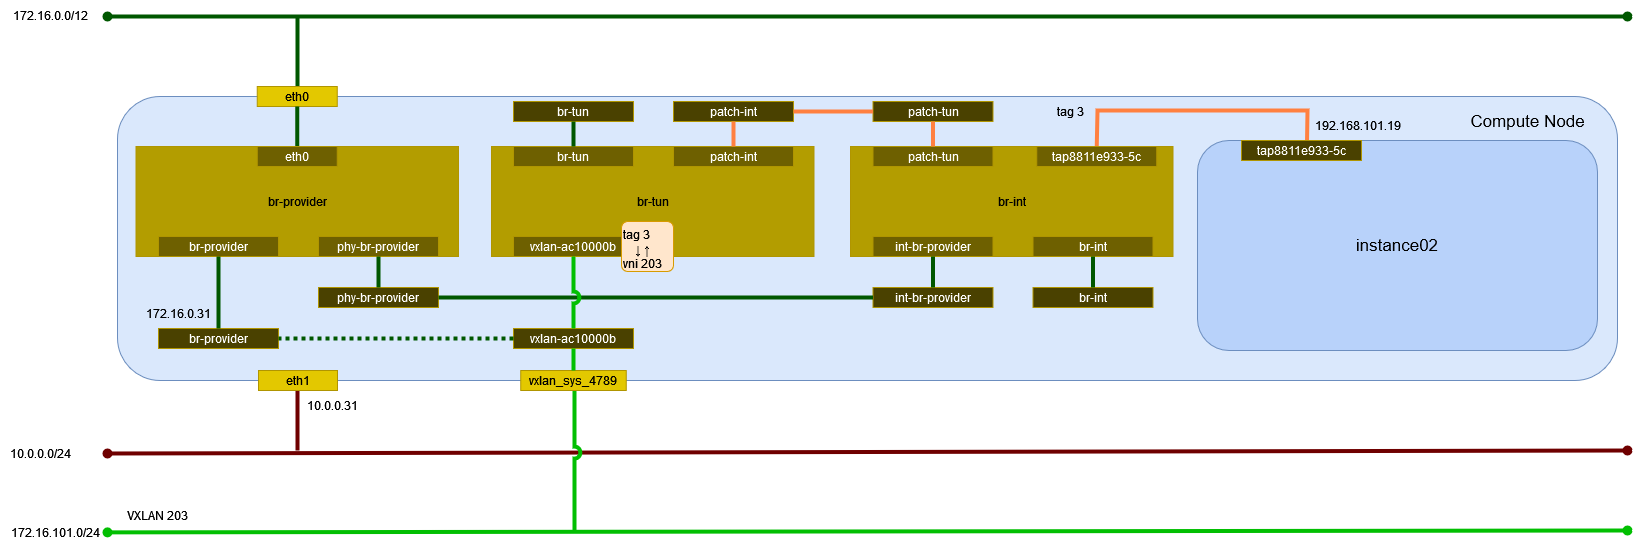 172.16.0.0/12
eth0
br-tun
patch-int
patch-tun
tag 3
192.168.101.19
Compute Node
eth0
br-tun
patch-int
patch-tun
tap8811e933-5c
tap8811e933-5c
br-provider
br-tun
br-int
br-provider
phy-br-provider
vxlan-ac10000b
tag 3
↓↑
vni 203
int-br-provider
br-int
instance02
phy-br-provider
int-br-provider
br-int
172.16.0.31
br-provider
vxlan-ac10000b
eth1
vxlan_sys_4789
10.0.0.31
10.0.0.0/24
VXLAN 203
172.16.101.0/24